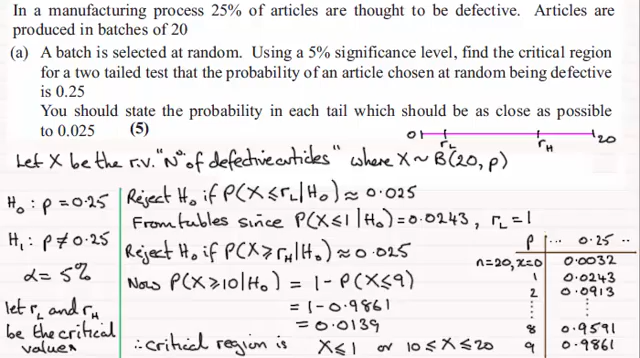 In a manufacturing process 25% of articles are thought to be defective. Articles are
produced in batches of 20
(a) A batch is selected at random. Using a 5% significance level, find the critical region
for a two tailed test that the probability of an article chosen at random being defective
is 0.25
You should state the probability in each tail which should be as close as possible
to 0.025 (5)
0 r_L r_H 20
Let X be the r.v. "N° of defective articles" where X ~ B(20, p)
H₀ : p = 0.25
H₁ : p ≠ 0.25
α = 5%
let r_L and r_H
be the critical
values
Reject H₀ if P(X ≤ r_L | H₀) ≈ 0.025
From tables since P(X ≤ 1 | H₀) = 0.0243, r_L = 1
Reject H₀ if P(X ≥ r_H | H₀) ≈ 0.025
Now P(X ≥ 10 | H₀) = 1 - P(X ≤ 9)
= 1 - 0.9861
= 0.0139
∴ critical region is X ≤ 1 or 10 ≤ X ≤ 20
P ... 0.25 ..
n=20, x=0 0.0032
1 0.0243
2 0.0913
⋮ ⋮
8 0.9591
9 0.9861